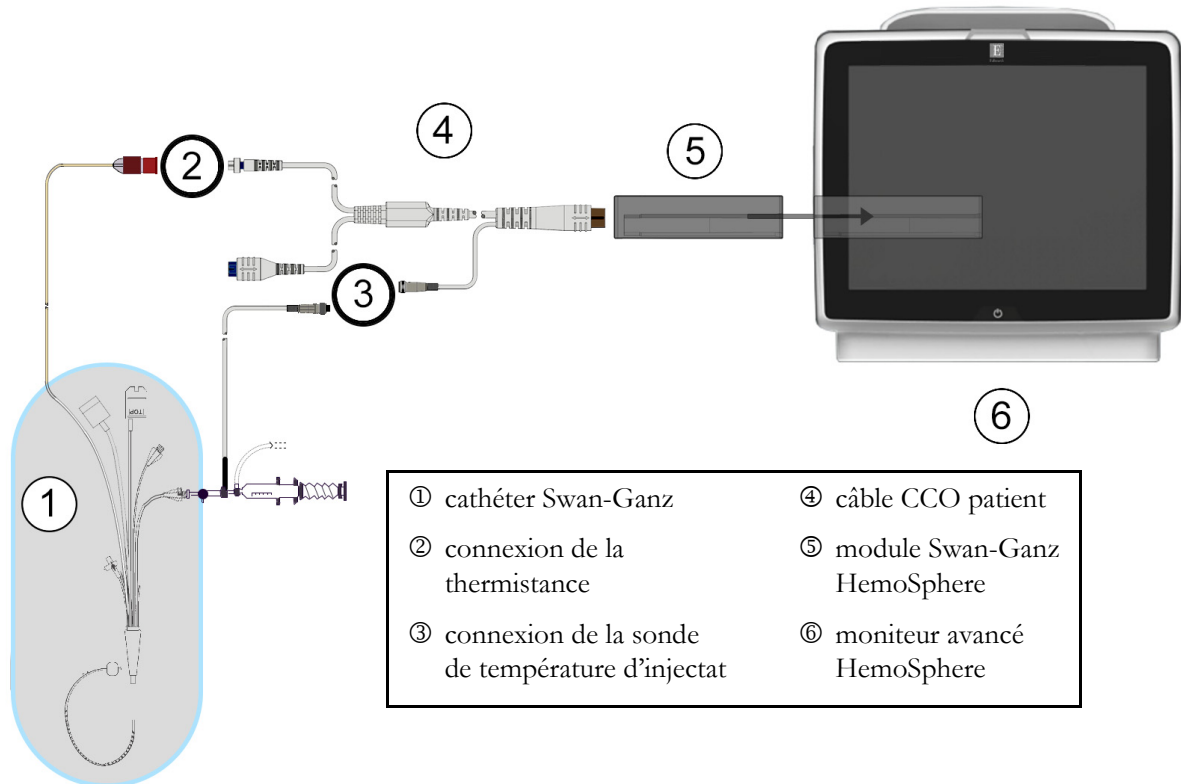 ④
⑤
②
③
①
⑥
E
TOP
① cathéter Swan-Ganz
② connexion de la
thermistance
③ connexion de la sonde
de température d'injectat
④ câble CCO patient
⑤ module Swan-Ganz
HemoSphere
⑥ moniteur avancé
HemoSphere